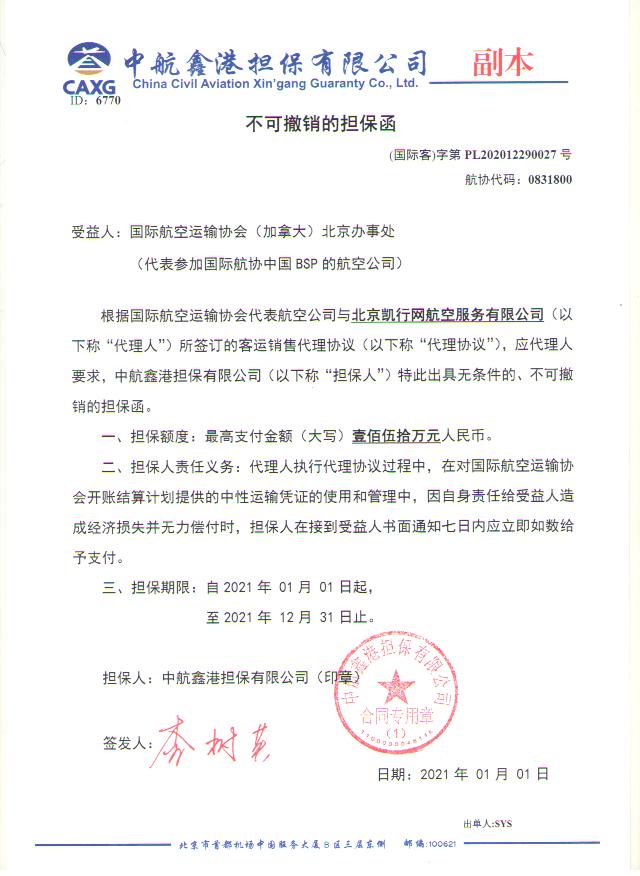 中航鑫港担保有限公司
副本
CAXG
China Civil Aviation Xin'gang Guaranty Co., Ltd.
ID: 6770
不可撤销的担保函
(国际客)字第 PL202012290027 号
航协代码：0831800
受益人：国际航空运输协会（加拿大）北京办事处
（代表参加国际航协中国 BSP 的航空公司）
根据国际航空运输协会代表航空公司与北京凯行网航空服务有限公司（以
下称“代理人”）所签订的客运销售代理协议（以下称“代理协议”），应代理人
要求，中航鑫港担保有限公司（以下称“担保人”）特此出具无条件的、不可撤
销的担保函。
一、担保额度：最高支付金额（大写）壹佰伍拾万元人民币。
二、担保人责任义务：代理人执行代理协议过程中，在对国际航空运输协
会开账结算计划提供的中性运输凭证的使用和管理中，因自身责任给受益人造
成经济损失并无力偿付时，担保人在接到受益人书面通知七日内应立即如数给
予支付。
三、担保期限：自 2021 年 01 月 01 日起，
至 2021 年 12 月 31 日止。
担保人：中航鑫港担保有限公司（印章）
中航鑫港担保有限公司
合同专用章
(1)
签发人：李树英
日期：2021 年 01 月 01 日
出单人:SYS
北京市首都机场中国服务大厦B区三层东侧 邮编:100621